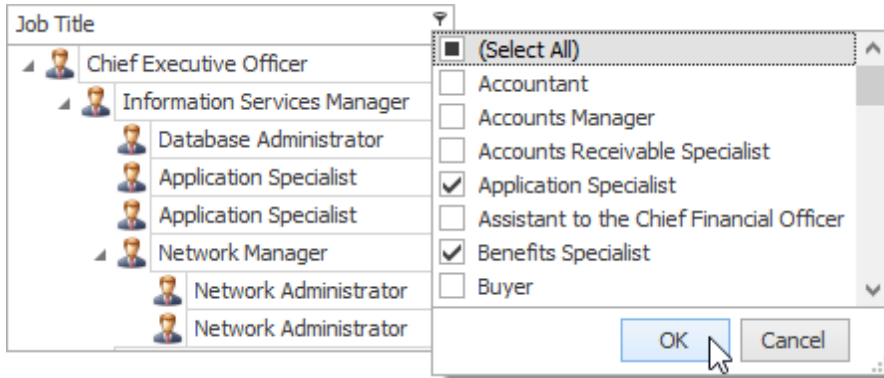 Job Title
Chief Executive Officer
Information Services Manager
Database Administrator
Application Specialist
Application Specialist
Network Manager
Network Administrator
Network Administrator
(Select All)
Accountant
Accounts Manager
Accounts Receivable Specialist
Application Specialist
Assistant to the Chief Financial Officer
Benefits Specialist
Buyer
OK
Cancel